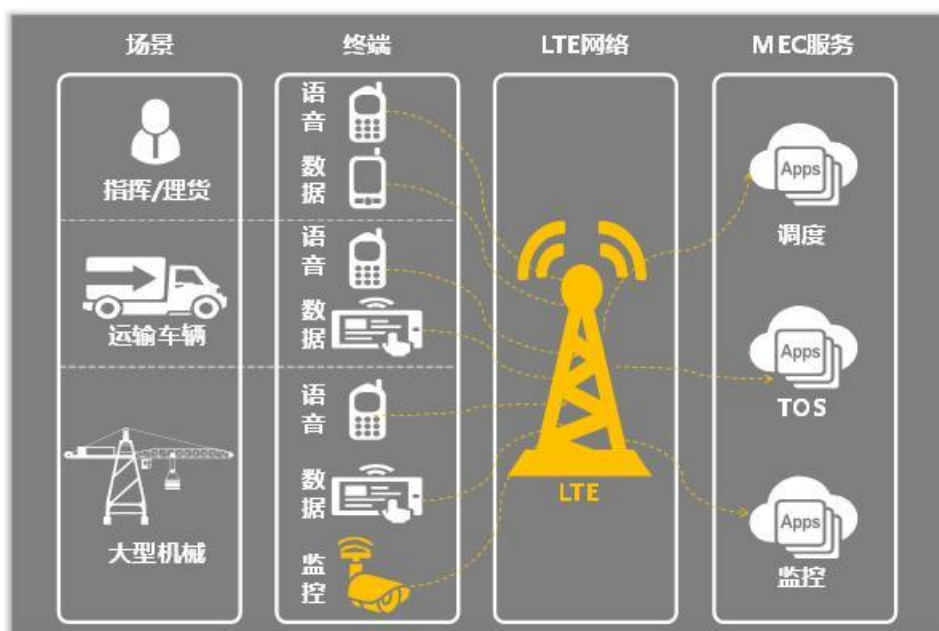 场景
终端
LTE网络
MEC服务
指挥/理货
语音
数据
运输车辆
语音
数据
大型机械
语音
数据
监控
LTE
Apps
调度
Apps
TOS
Apps
监控